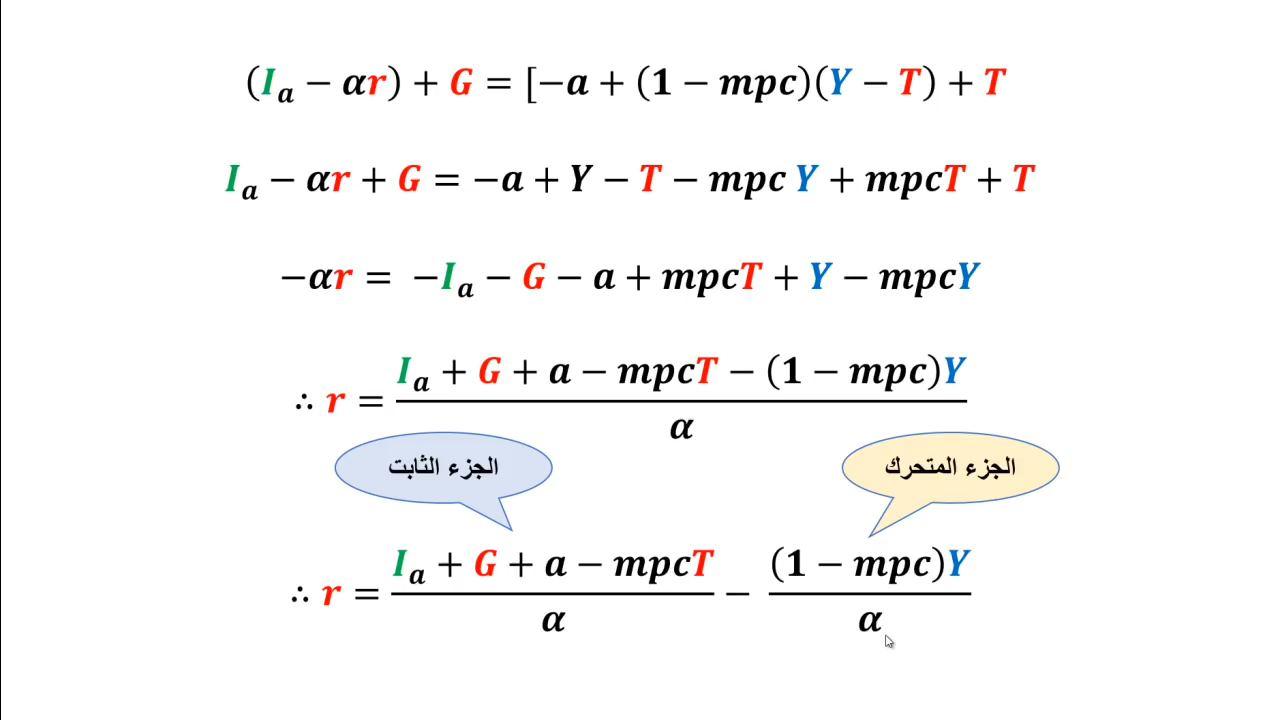 (Iₐ − αr) + G = [−a + (1 − mpc)(Y − T) + T
Iₐ − αr + G = −a + Y − T − mpc Y + mpcT + T
−αr = −Iₐ − G − a + mpcT + Y − mpcY
∴ r = (Iₐ + G + a − mpcT − (1 − mpc)Y) / α
الجزء الثابت
الجزء المتحرك
∴ r = (Iₐ + G + a − mpcT) / α − ((1 − mpc)Y) / α